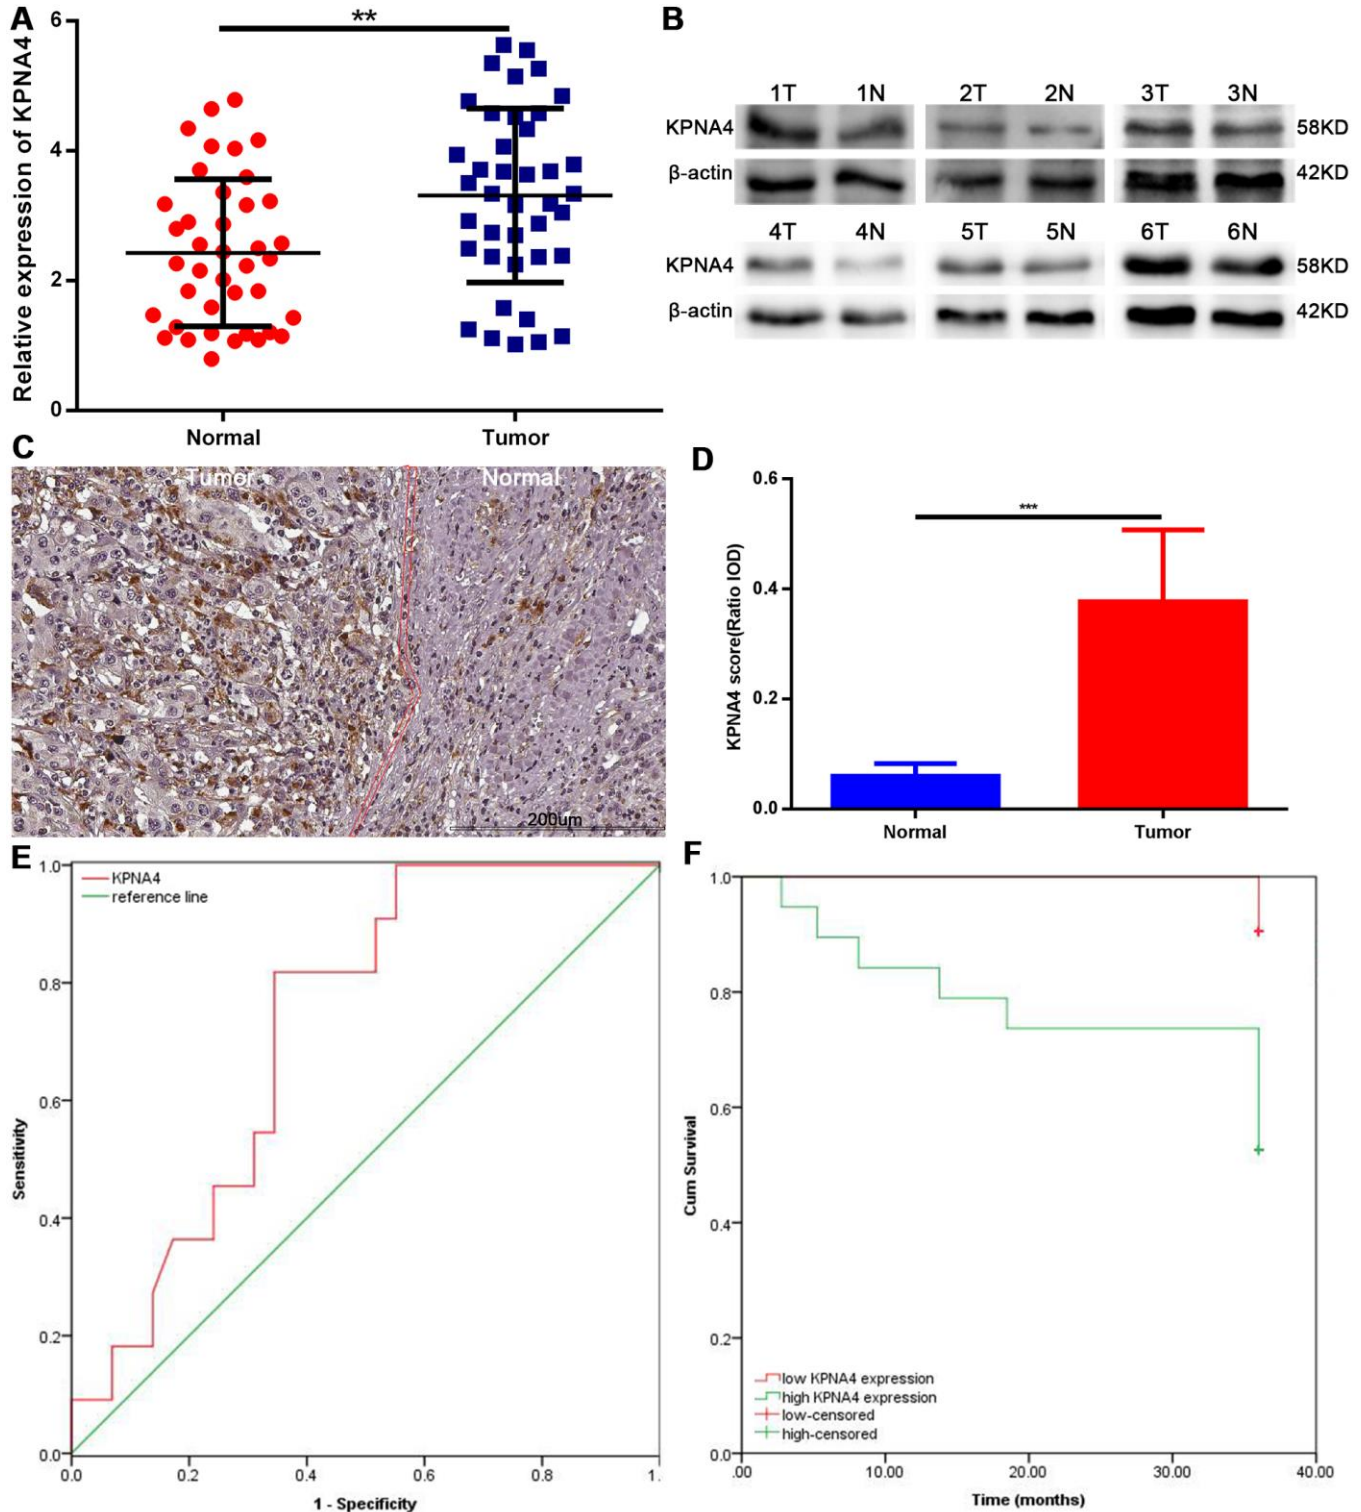 A
Relative expression of KPNA4
6
4
2
0
**
Normal
Tumor
B
1T 1N 2T 2N 3T 3N
KPNA4
58KD
β-actin
42KD
4T 4N 5T 5N 6T 6N
KPNA4
58KD
β-actin
42KD
C
Tumor
Normal
200um
D
KPNA4 score(Ratio IOD)
0.6
0.4
0.2
0.0
***
Normal
Tumor
E
KPNA4
reference line
Sensitivity
1.0
0.8
0.6
0.4
0.2
0.0
0.0 0.2 0.4 0.6 0.8 1.
1 - Specificity
F
Cum Survival
1.0
0.8
0.6
0.4
0.2
0.0
low KPNA4 expression
high KPNA4 expression
low-censored
high-censored
.00 10.00 20.00 30.00 40.00
Time (months)